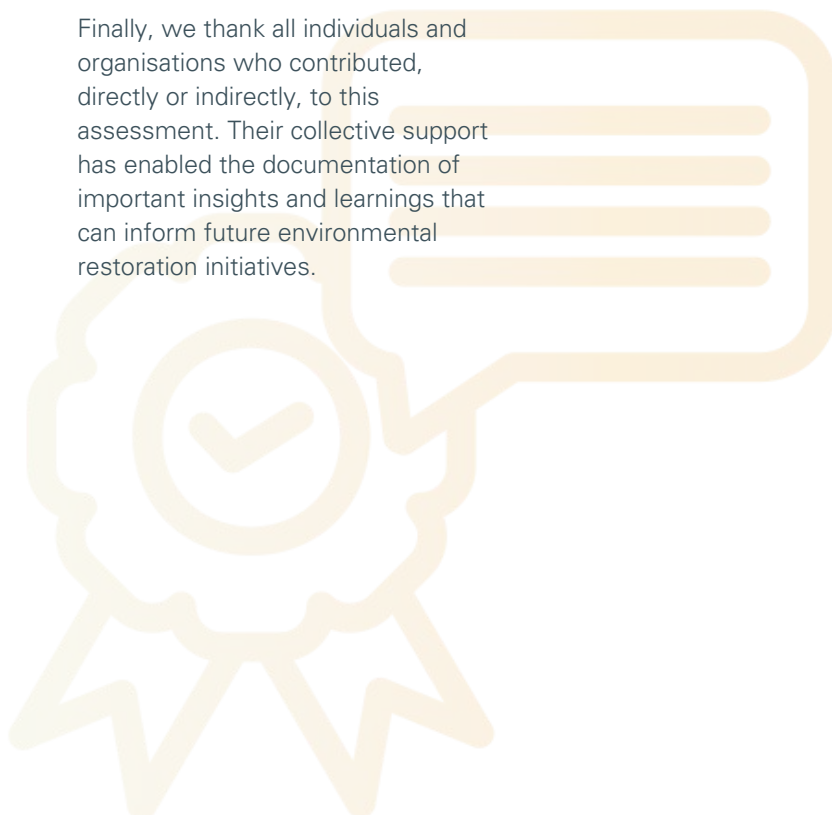 Finally, we thank all individuals and
organisations who contributed,
directly or indirectly, to this
assessment. Their collective support
has enabled the documentation of
important insights and learnings that
can inform future environmental
restoration initiatives.